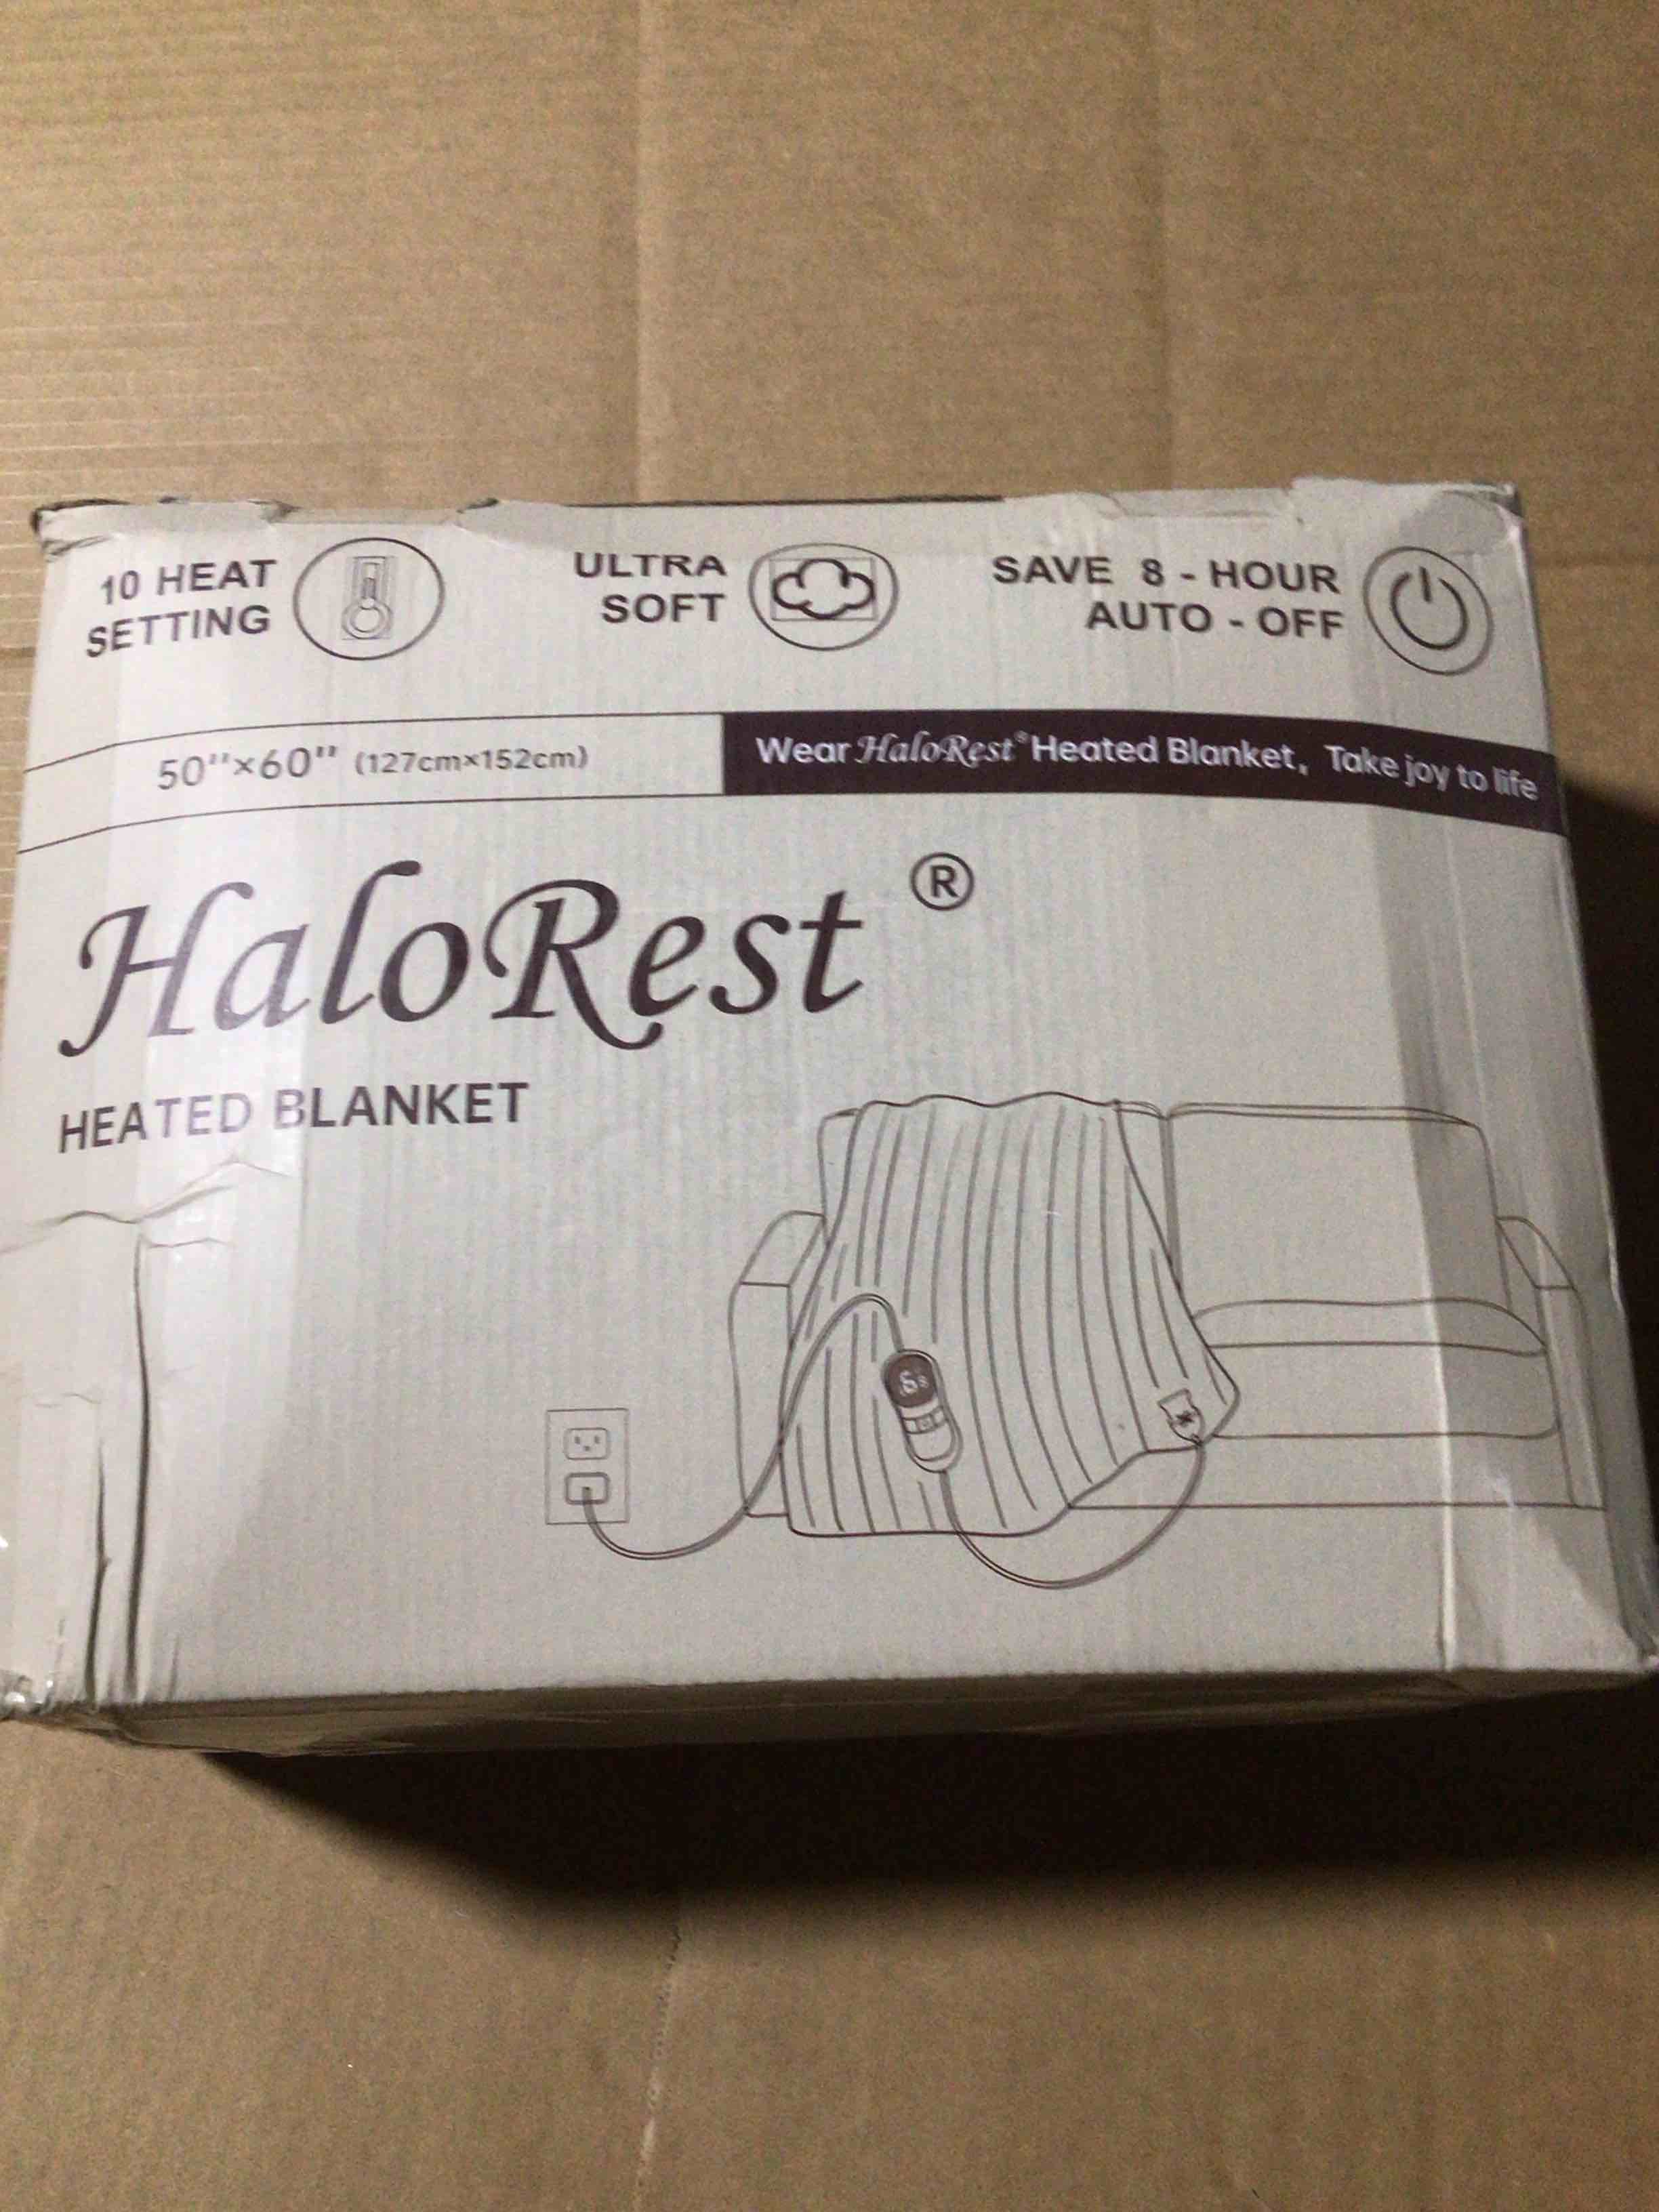 10 HEAT
SETTING
ULTRA
SOFT
SAVE 8 - HOUR
AUTO - OFF
50"×60" (127cm×152cm)
Wear HaloRest® Heated Blanket, Take joy to life
HaloRest ®
HEATED BLANKET